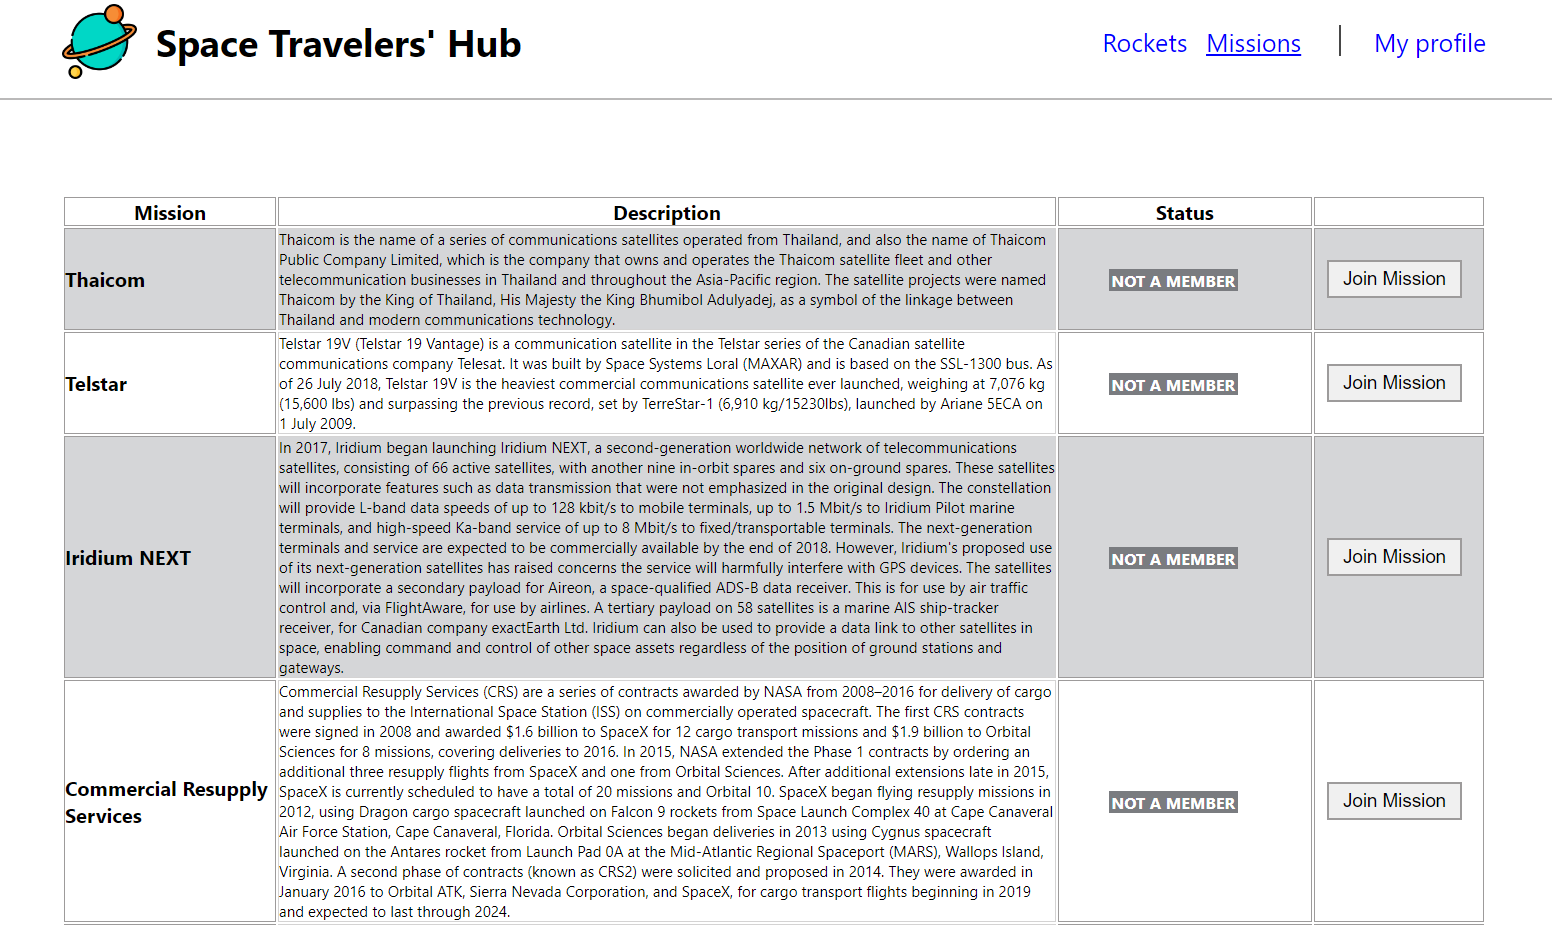 Space Travelers' Hub
Rockets Missions My profile
Mission Description Status
Thaicom
Thaicom is the name of a series of communications satellites operated from Thailand, and also the name of Thaicom
Public Company Limited, which is the company that owns and operates the Thaicom satellite fleet and other
telecommunication businesses in Thailand and throughout the Asia-Pacific region. The satellite projects were named
Thaicom by the King of Thailand, His Majesty the King Bhumibol Adulyadej, as a symbol of the linkage between
Thailand and modern communications technology.
NOT A MEMBER
Join Mission
Telstar
Telstar 19V (Telstar 19 Vantage) is a communication satellite in the Telstar series of the Canadian satellite
communications company Telesat. It was built by Space Systems Loral (MAXAR) and is based on the SSL-1300 bus. As
of 26 July 2018, Telstar 19V is the heaviest commercial communications satellite ever launched, weighing at 7,076 kg
(15,600 lbs) and surpassing the previous record, set by TerreStar-1 (6,910 kg/15230lbs), launched by Ariane 5ECA on
1 July 2009.
NOT A MEMBER
Join Mission
Iridium NEXT
In 2017, Iridium began launching Iridium NEXT, a second-generation worldwide network of telecommunications
satellites, consisting of 66 active satellites, with another nine in-orbit spares and six on-ground spares. These satellites
will incorporate features such as data transmission that were not emphasized in the original design. The constellation
will provide L-band data speeds of up to 128 kbit/s to mobile terminals, up to 1.5 Mbit/s to Iridium Pilot marine
terminals, and high-speed Ka-band service of up to 8 Mbit/s to fixed/transportable terminals. The next-generation
terminals and service are expected to be commercially available by the end of 2018. However, Iridium's proposed use
of its next-generation satellites has raised concerns the service will harmfully interfere with GPS devices. The satellites
will incorporate a secondary payload for Aireon, a space-qualified ADS-B data receiver. This is for use by air traffic
control and, via FlightAware, for use by airlines. A tertiary payload on 58 satellites is a marine AIS ship-tracker
receiver, for Canadian company exactEarth Ltd. Iridium can also be used to provide a data link to other satellites in
space, enabling command and control of other space assets regardless of the position of ground stations and
gateways.
NOT A MEMBER
Join Mission
Commercial Resupply
Services
Commercial Resupply Services (CRS) are a series of contracts awarded by NASA from 2008–2016 for delivery of cargo
and supplies to the International Space Station (ISS) on commercially operated spacecraft. The first CRS contracts
were signed in 2008 and awarded $1.6 billion to SpaceX for 12 cargo transport missions and $1.9 billion to Orbital
Sciences for 8 missions, covering deliveries to 2016. In 2015, NASA extended the Phase 1 contracts by ordering an
additional three resupply flights from SpaceX and one from Orbital Sciences. After additional extensions late in 2015,
SpaceX is currently scheduled to have a total of 20 missions and Orbital 10. SpaceX began flying resupply missions in
2012, using Dragon cargo spacecraft launched on Falcon 9 rockets from Space Launch Complex 40 at Cape Canaveral
Air Force Station, Cape Canaveral, Florida. Orbital Sciences began deliveries in 2013 using Cygnus spacecraft
launched on the Antares rocket from Launch Pad 0A at the Mid-Atlantic Regional Spaceport (MARS), Wallops Island,
Virginia. A second phase of contracts (known as CRS2) were solicited and proposed in 2014. They were awarded in
January 2016 to Orbital ATK, Sierra Nevada Corporation, and SpaceX, for cargo transport flights beginning in 2019
and expected to last through 2024.
NOT A MEMBER
Join Mission